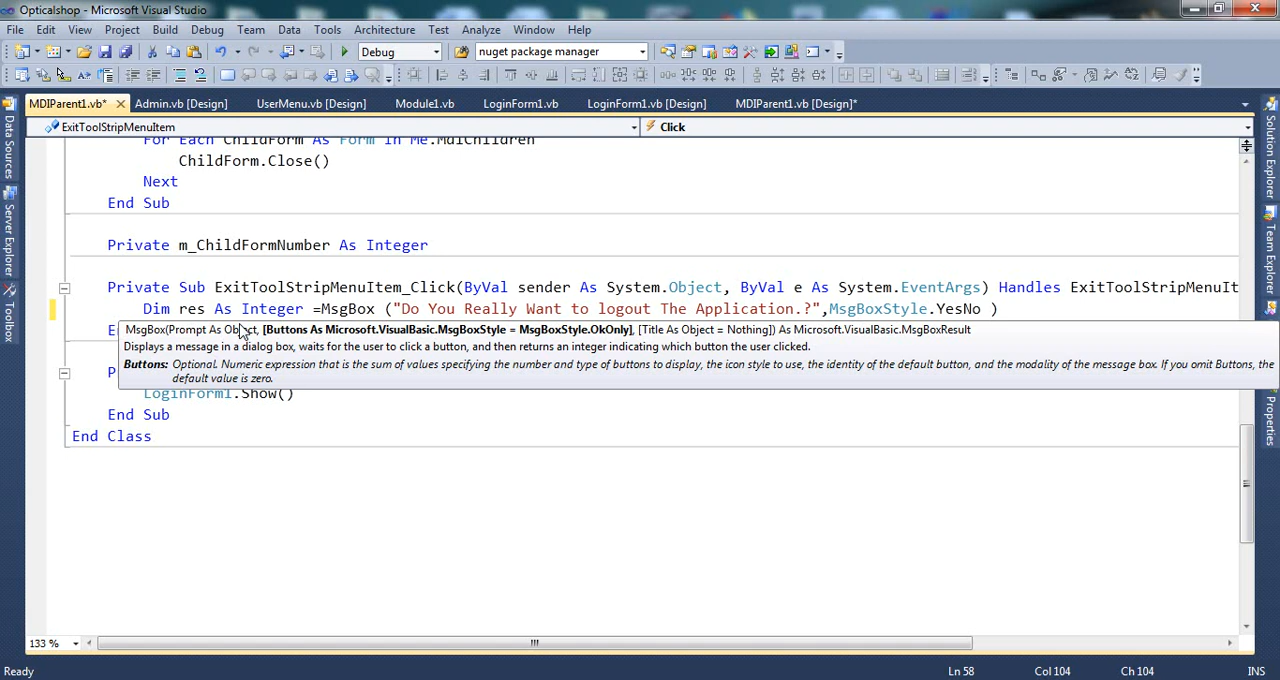 Opticalshop - Microsoft Visual Studio
File Edit View Project Build Debug Team Data Tools Architecture Test Analyze Window Help
Debug nuget package manager
MDIParent1.vb* Admin.vb [Design] UserMenu.vb [Design] Module1.vb LoginForm1.vb LoginForm1.vb [Design] MDIParent1.vb [Design]*
ExitToolStripMenuItem Click
For Each ChildForm As Form In Me.MdiChildren
ChildForm.Close()
Next
End Sub
Private m_ChildFormNumber As Integer
Private Sub ExitToolStripMenuItem_Click(ByVal sender As System.Object, ByVal e As System.EventArgs) Handles ExitToolStripMenuIt
Dim res As Integer =MsgBox ("Do You Really Want to logout The Application.?",MsgBoxStyle.YesNo )
MsgBox(Prompt As Object, [Buttons As Microsoft.VisualBasic.MsgBoxStyle = MsgBoxStyle.OkOnly], [Title As Object = Nothing]) As Microsoft.VisualBasic.MsgBoxResult
Displays a message in a dialog box, waits for the user to click a button, and then returns an integer indicating which button the user clicked.
Buttons: Optional. Numeric expression that is the sum of values specifying the number and type of buttons to display, the icon style to use, the identity of the default button, and the modality of the message box. If you omit Buttons, the
default value is zero.
LoginForm1.Show()
End Sub
End Class
133 %
Ready Ln 58 Col 104 Ch 104 INS
Data Sources
Server Explorer
Toolbox
Solution Explorer
Team Explorer
Properties